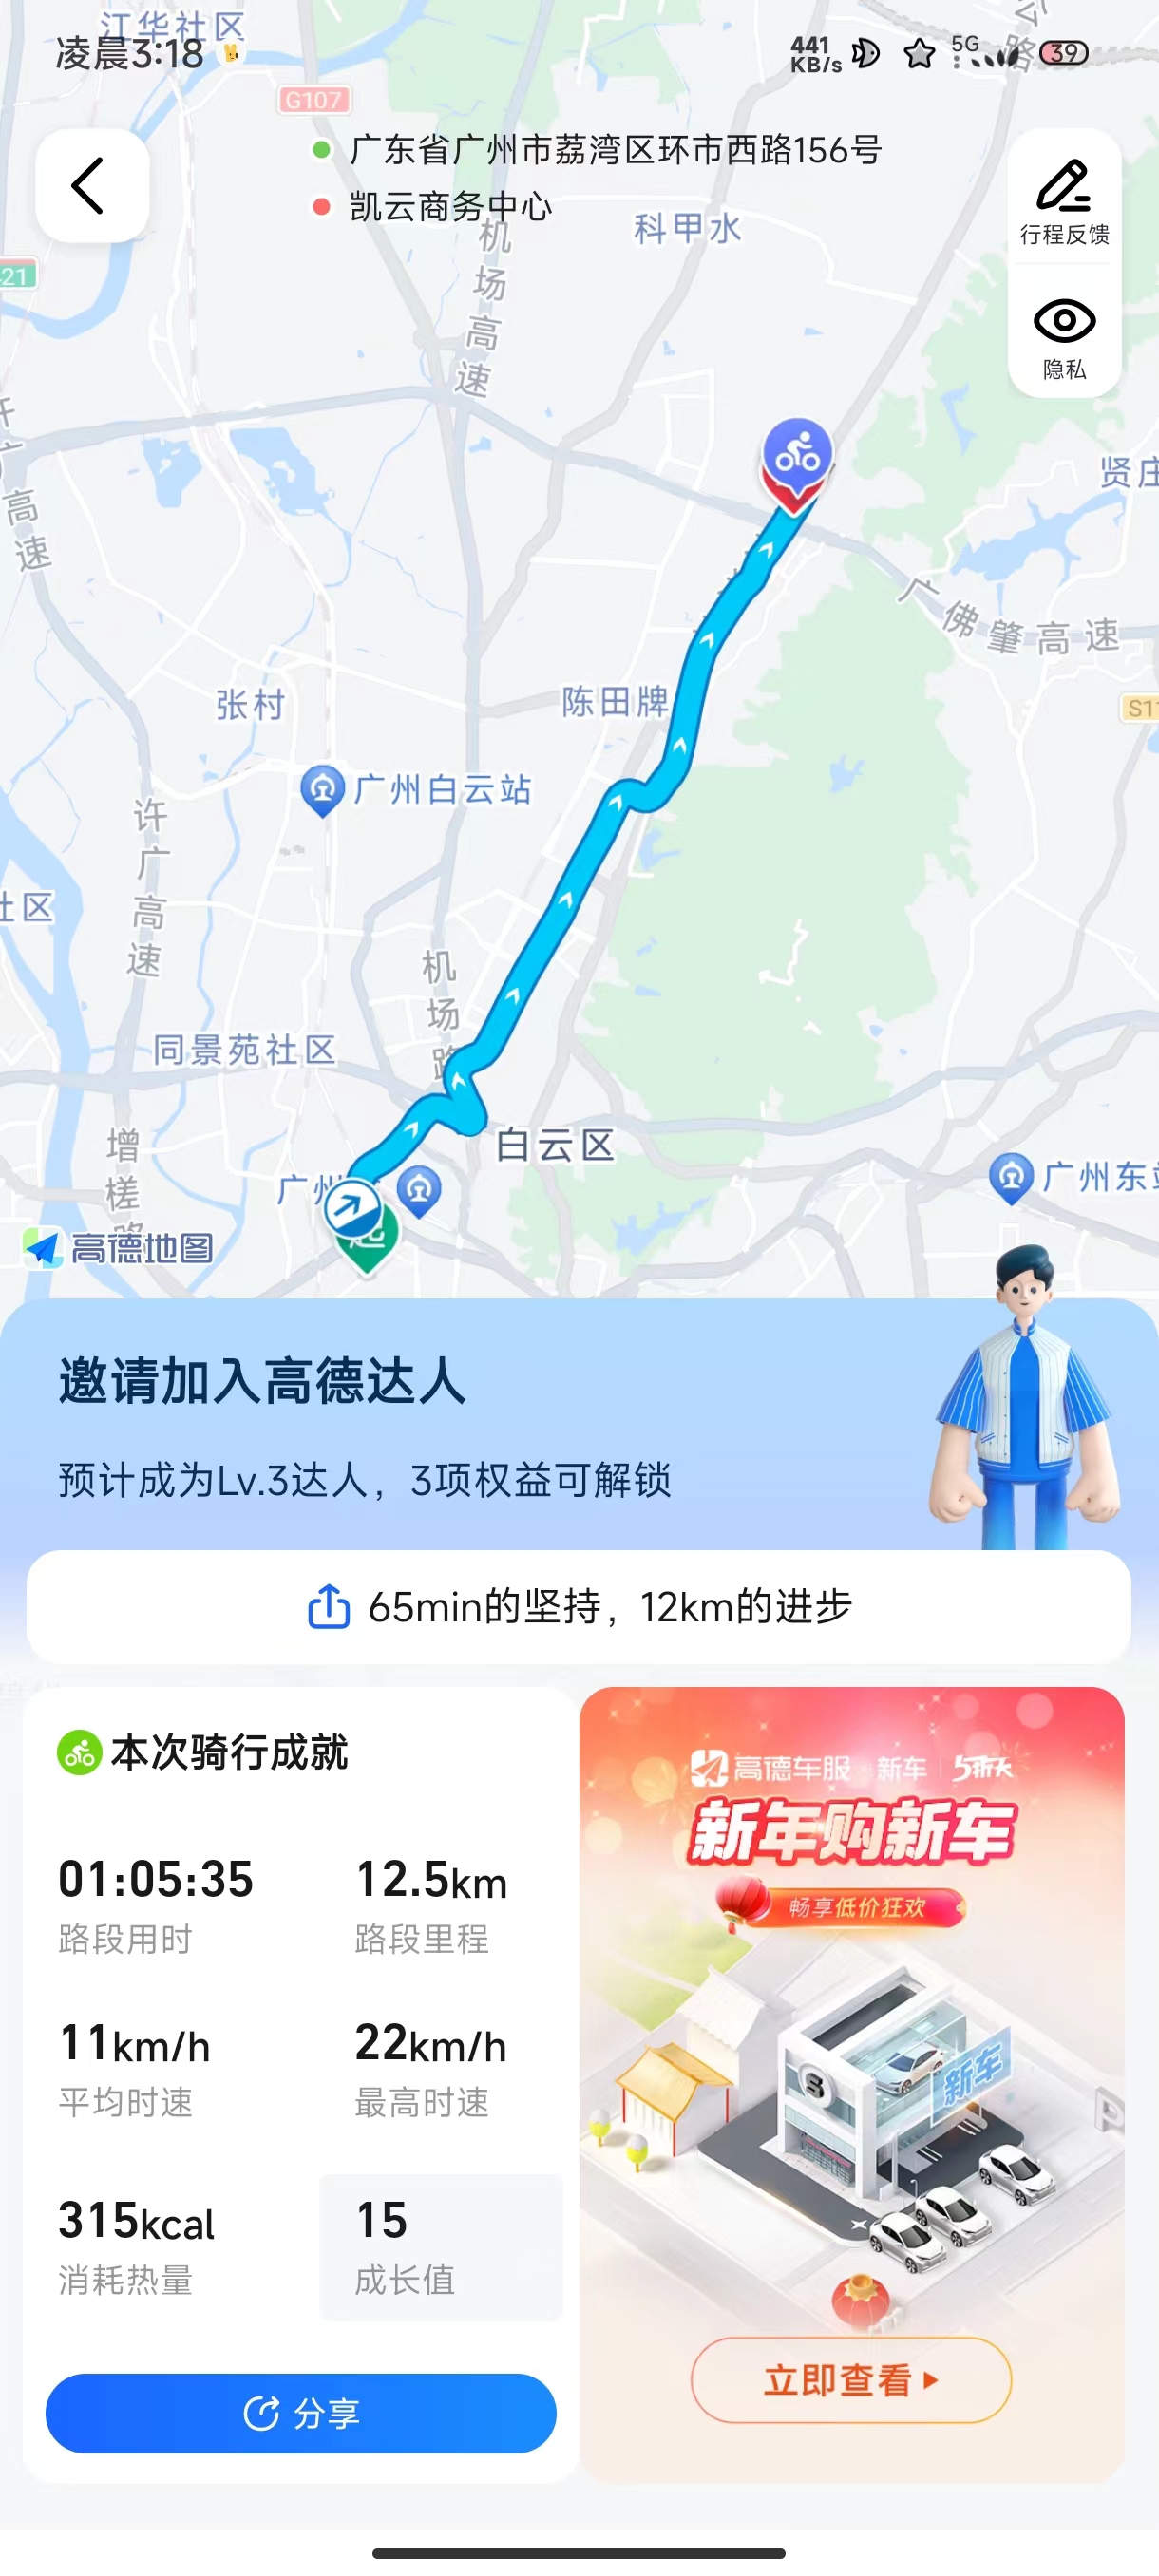 江华社区
凌晨3:18
441
KB/s
5G
39
公路
G107
广东省广州市荔湾区环市西路156号
凯云商务中心
科甲水
行程反馈
隐私
机场高速
21
许广高速
贤庄
广佛肇高速
S11
张村
陈田牌
广州白云站
许广高速
社区
机场路
同景苑社区
白云区
增槎路
广州
广州东站
起
高德地图
邀请加入高德达人
预计成为Lv.3达人，3项权益可解锁
65min的坚持，12km的进步
本次骑行成就
01:05:35
12.5km
路段用时
路段里程
11km/h
22km/h
平均时速
最高时速
315kcal
15
消耗热量
成长值
分享
高德车服 新车
5折天
新年购新车
畅享低价狂欢
S
新车
P
立即查看